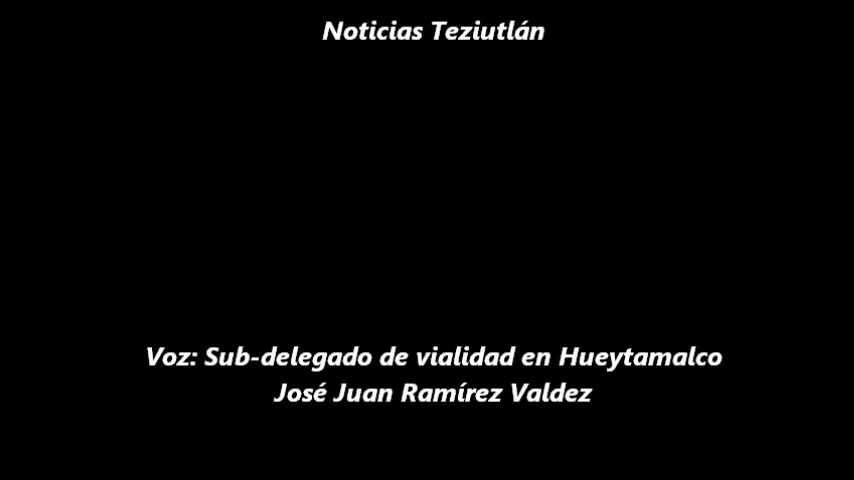 Noticias Teziutlán
Voz: Sub-delegado de vialidad en Hueytamalco
José Juan Ramírez Valdez